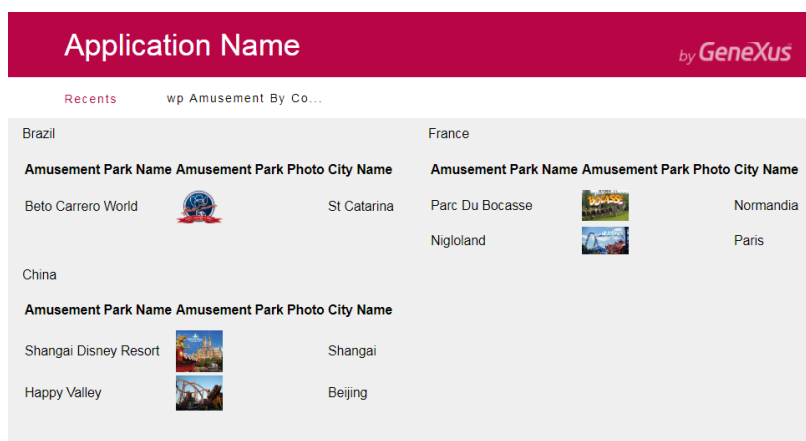 Application Name
by GeneXus
Recents wp Amusement By Co...
Brazil
Amusement Park Name Amusement Park Photo City Name
Beto Carrero World St Catarina
China
Amusement Park Name Amusement Park Photo City Name
Shangai Disney Resort Shangai
Happy Valley Beijing
France
Amusement Park Name Amusement Park Photo City Name
Parc Du Bocasse Normandia
BOCASSE
Nigloland Paris